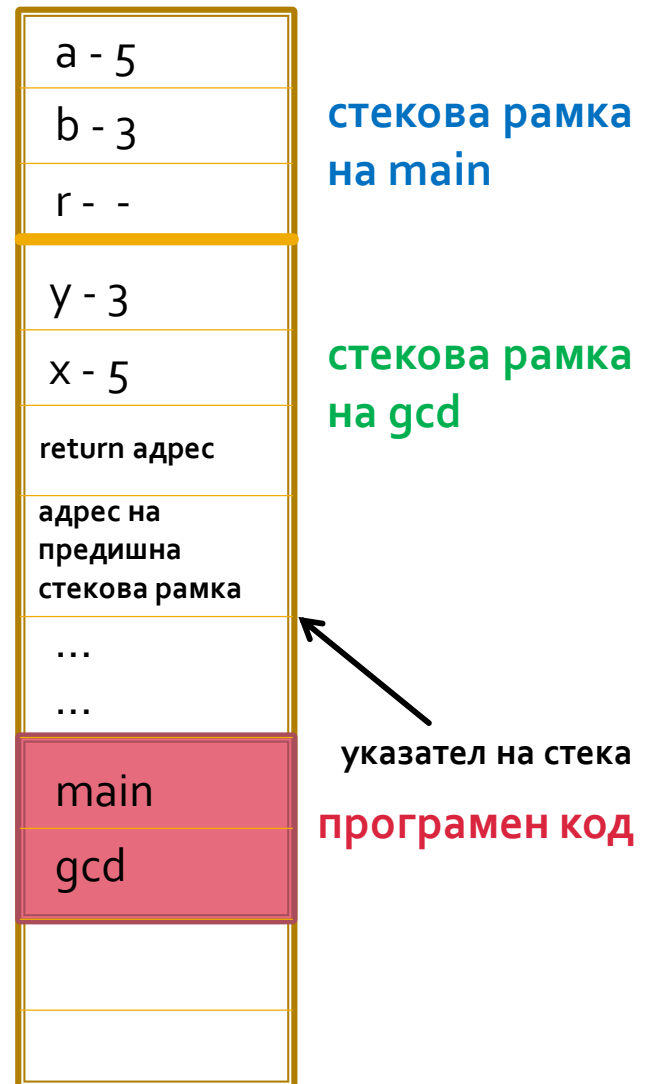 a - 5
b - 3
r - -
стекова рамка
на main
y - 3
x - 5
return адрес
адрес на
предишна
стекова рамка
стекова рамка
на gcd
...
...
указател на стека
main
gcd
програмен код